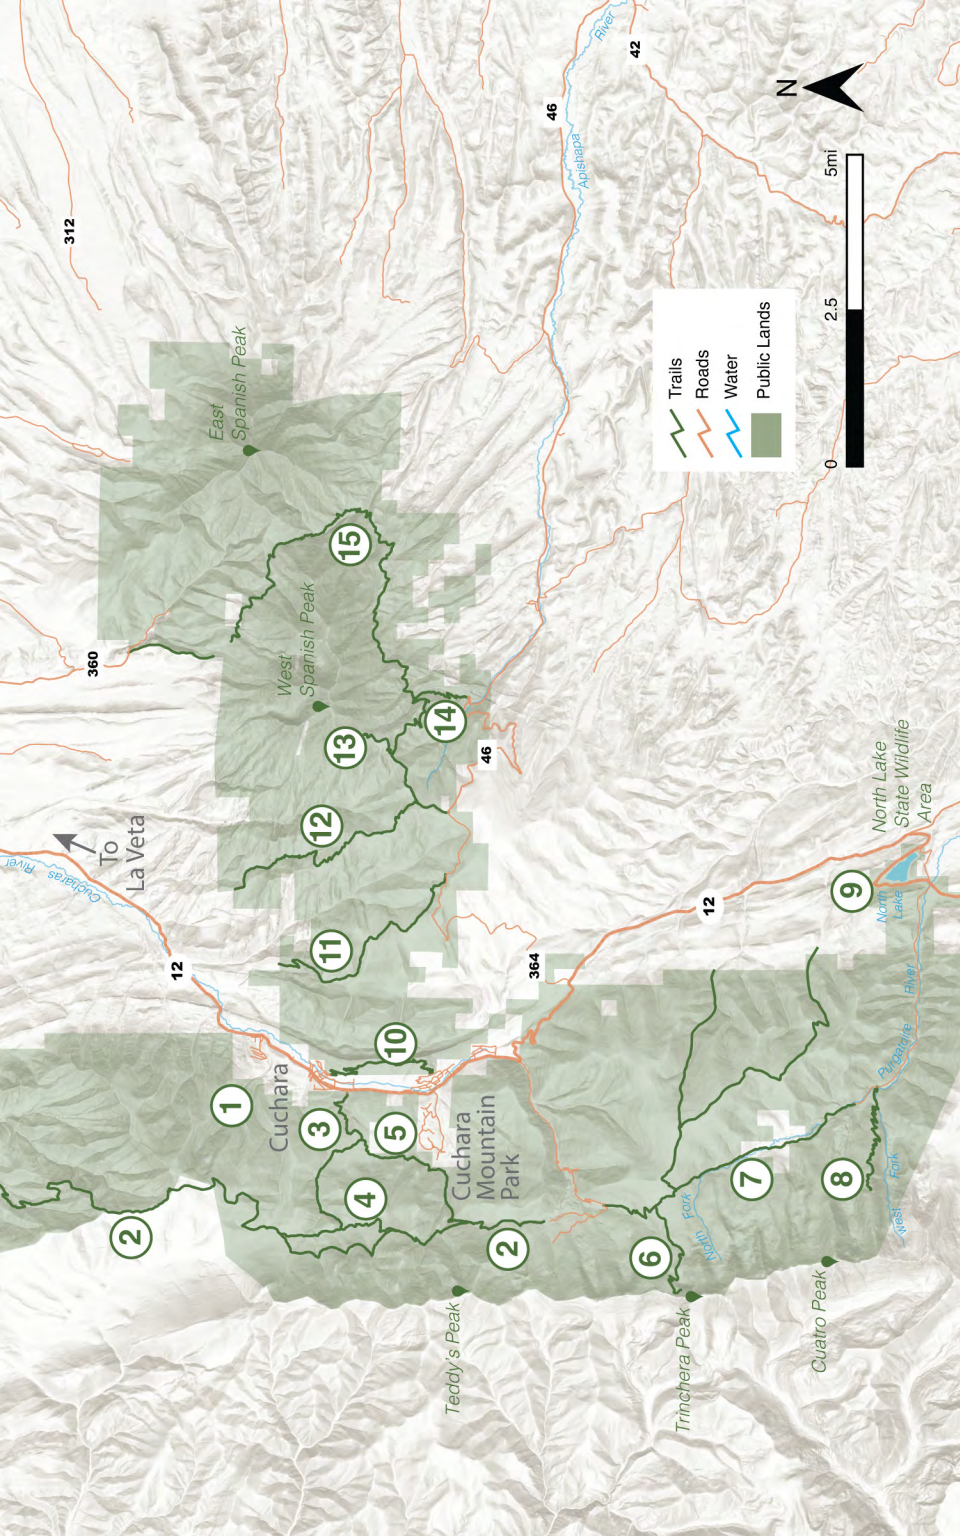 312
360
12
To
La Veta
Cucharas
River
East
Spanish Peak
West
Spanish Peak
46
42
River
Apishapa
N
0
2.5
5mi
Trails
Roads
Water
Public Lands
1
2
3
4
5
Cuchara
10
11
12
13
14
15
46
364
12
Cuchara
Mountain
Park
2
Teddy's Peak
6
Trinchera Peak
North Fork
7
8
Cuatro Peak
West Fork
Purgatoire River
9
North
Lake
North Lake
State Wildlife
Area